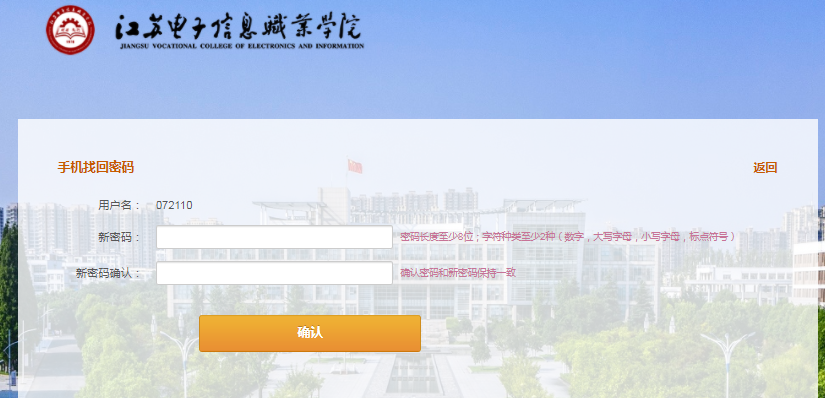 江苏电子信息職業学院
JIANGSU VOCATIONAL COLLEGE OF ELECTRONICS AND INFORMATION
手机找回密码
返回
用户名：072110
新密码：
密码长度至少8位；字符种类至少2种（数字，大写字母，小写字母，标点符号）
新密码确认：
确认密码和新密码保持一致
确认